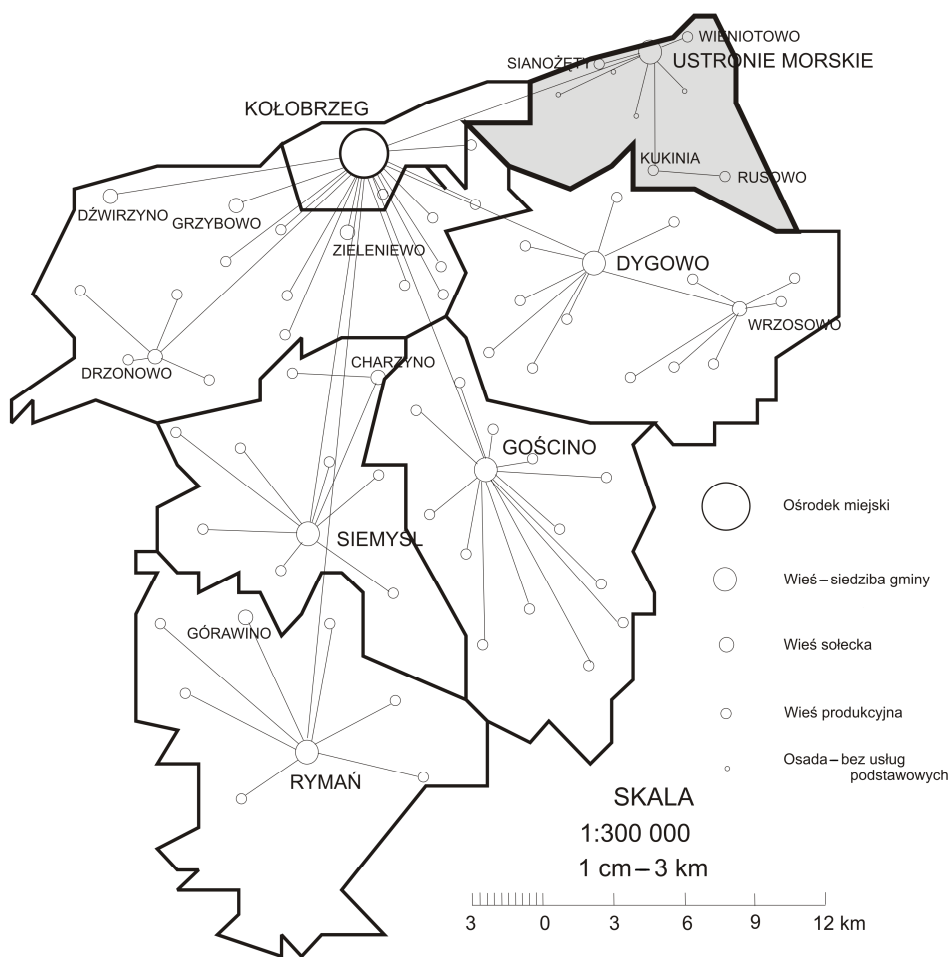 WIENIOTOWO
SIANOŻĘTY
USTRONIE MORSKIE
KOŁOBRZEG
KUKINIA
RUSOWO
DŹWIRZYNO
GRZYBOWO
ZIELENIEWO
DYGOWO
WRZOSOWO
CHARZYNO
DRZONOWO
GOŚCINO
SIEMYŚL
GÓRAWINO
RYMAŃ
Ośrodek miejski
Wieś – siedziba gminy
Wieś sołecka
Wieś produkcyjna
Osada – bez usług
podstawowych
SKALA
1:300 000
1 cm – 3 km
3 0 3 6 9 12 km